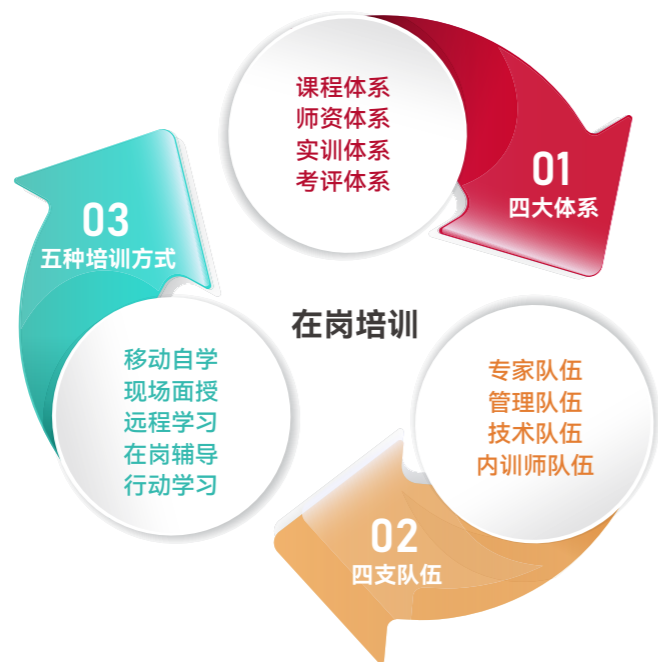 课程体系
师资体系
实训体系
考评体系
01
四大体系
在岗培训
专家队伍
管理队伍
技术队伍
内训师队伍
02
四支队伍
03
五种培训方式
移动自学
现场面授
远程学习
在岗辅导
行动学习